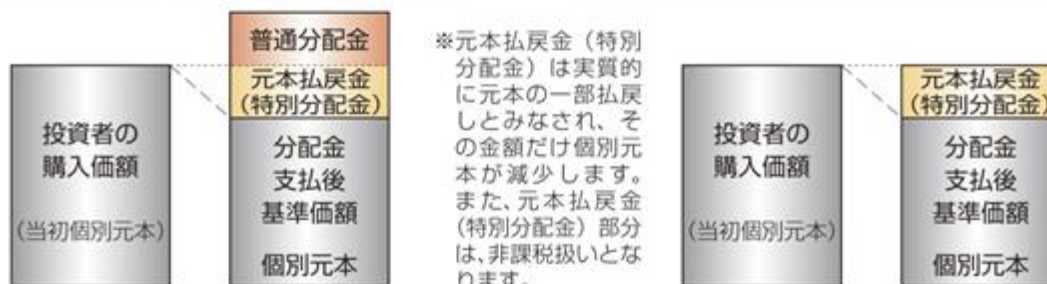 投資者の
購入価額
(当初個別元本)
普通分配金
元本払戻金
(特別分配金)
分配金
支払後
基準価額
個別元本
※元本払戻金(特別
分配金)は実質的
に元本の一部払戻
しとみなされ、そ
の金額だけ個別元
本が減少します。
また、元本払戻金
(特別分配金)部分
は、非課税扱いとな
ります。
投資者の
購入価額
(当初個別元本)
元本払戻金
(特別分配金)
分配金
支払後
基準価額
個別元本